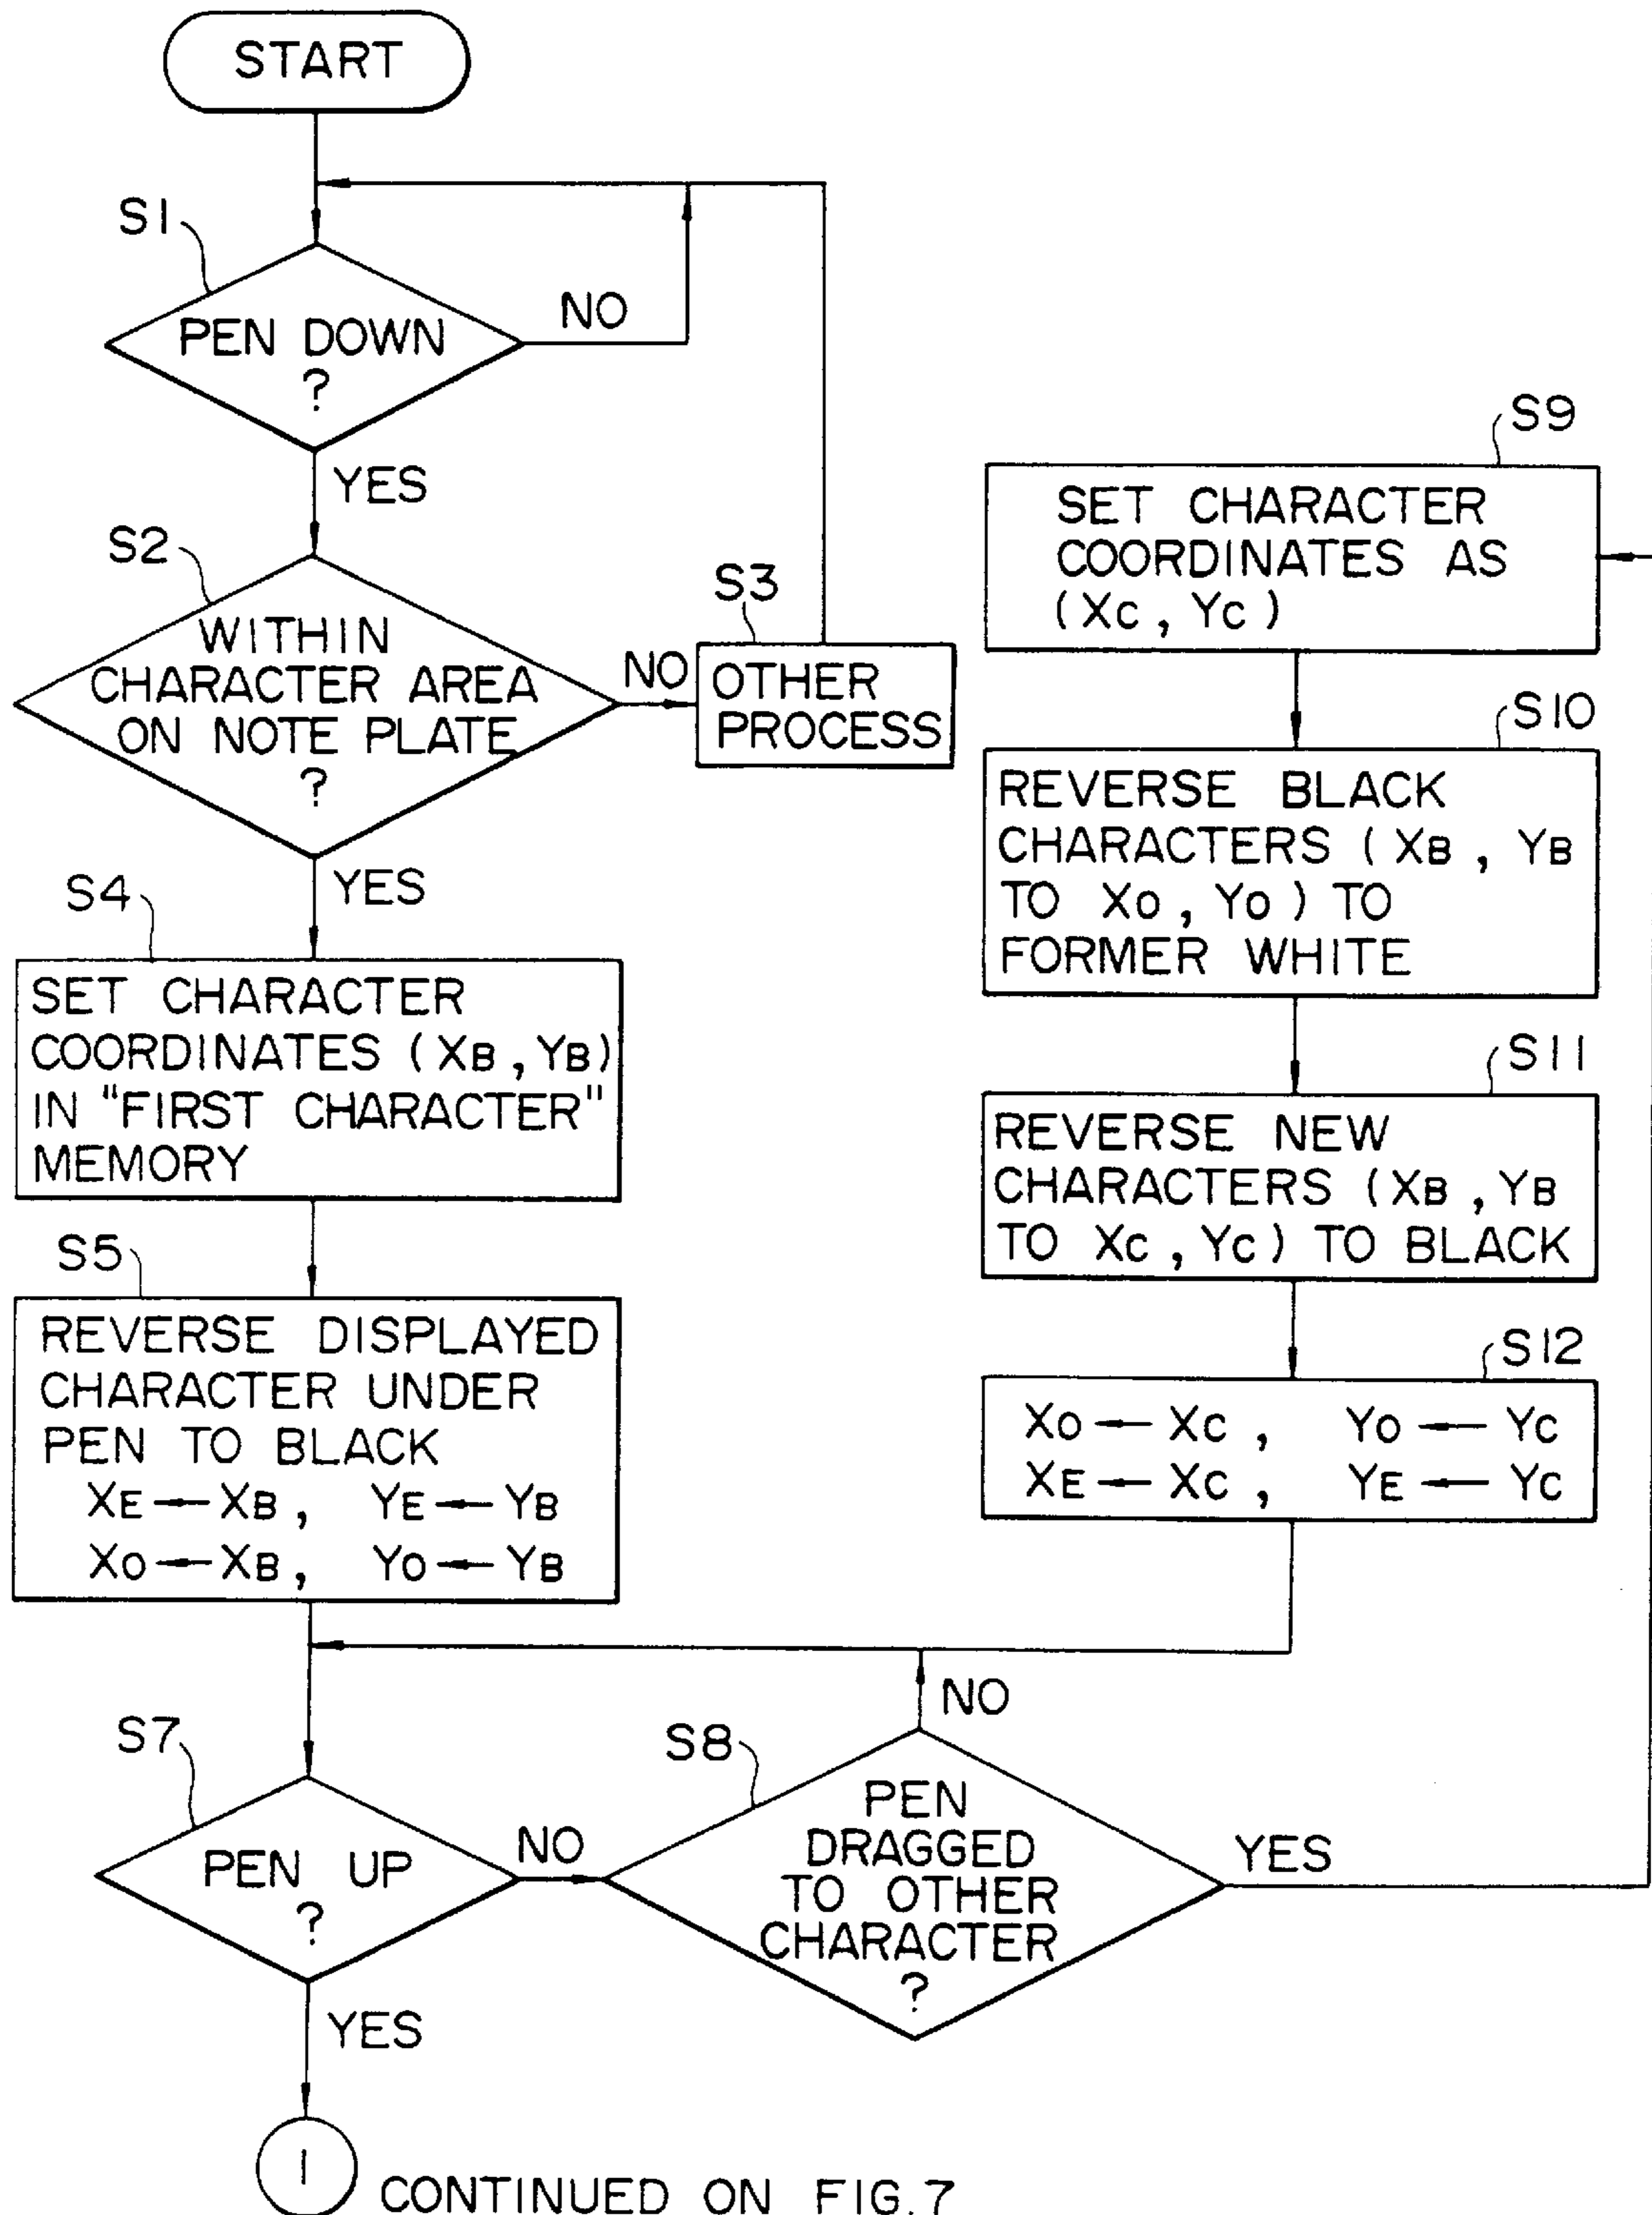 START
S1
PEN DOWN
?
NO
YES
S2
WITHIN
CHARACTER AREA
ON NOTE PLATE
?
NO
S3
OTHER
PROCESS
YES
S4
SET CHARACTER
COORDINATES (XB, YB)
IN "FIRST CHARACTER"
MEMORY
S5
REVERSE DISPLAYED
CHARACTER UNDER
PEN TO BLACK
XE ← XB, YE ← YB
XO ← XB, YO ← YB
S7
PEN UP
?
NO
YES
S8
PEN
DRAGGED
TO OTHER
CHARACTER
?
NO
YES
S9
SET CHARACTER
COORDINATES AS
(XC, YC)
S10
REVERSE BLACK
CHARACTERS (XB, YB
TO XO, YO) TO
FORMER WHITE
S11
REVERSE NEW
CHARACTERS (XB, YB
TO XC, YC) TO BLACK
S12
XO ← XC, YO ← YC
XE ← XC, YE ← YC
1
CONTINUED ON FIG.7